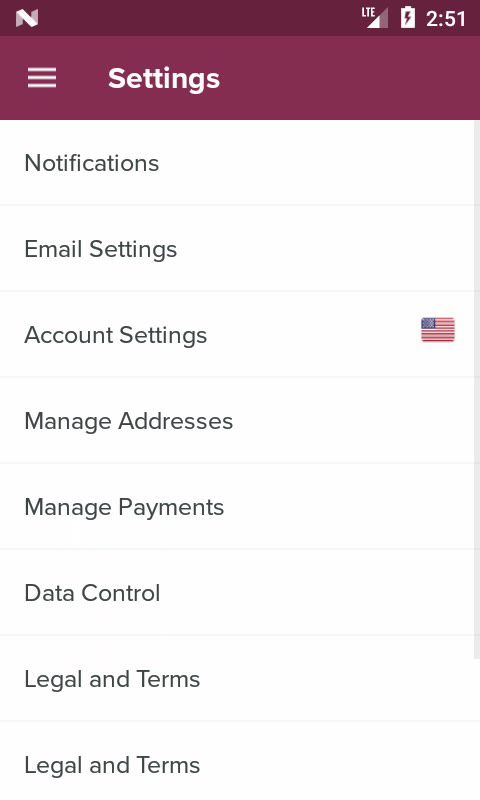 LTE 2:51
Settings
Notifications
Email Settings
Account Settings
Manage Addresses
Manage Payments
Data Control
Legal and Terms
Legal and Terms